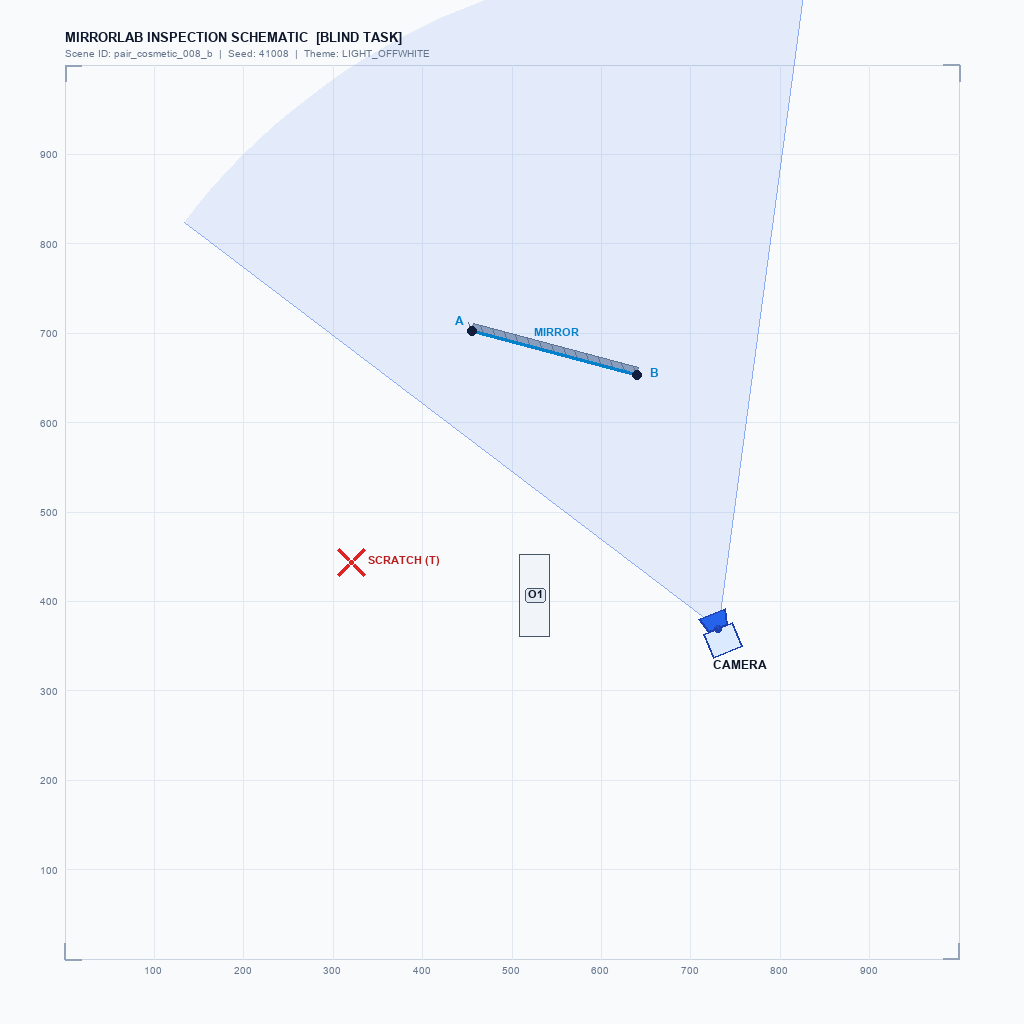 MIRRORLAB INSPECTION SCHEMATIC [BLIND TASK]
Scene ID: pair_cosmetic_008_b | Seed: 41008 | Theme: LIGHT_OFFWHITE
900
800
A
MIRROR
700
B
600
500
SCRATCH (T)
O1
400
CAMERA
300
200
100
100 200 300 400 500 600 700 800 900